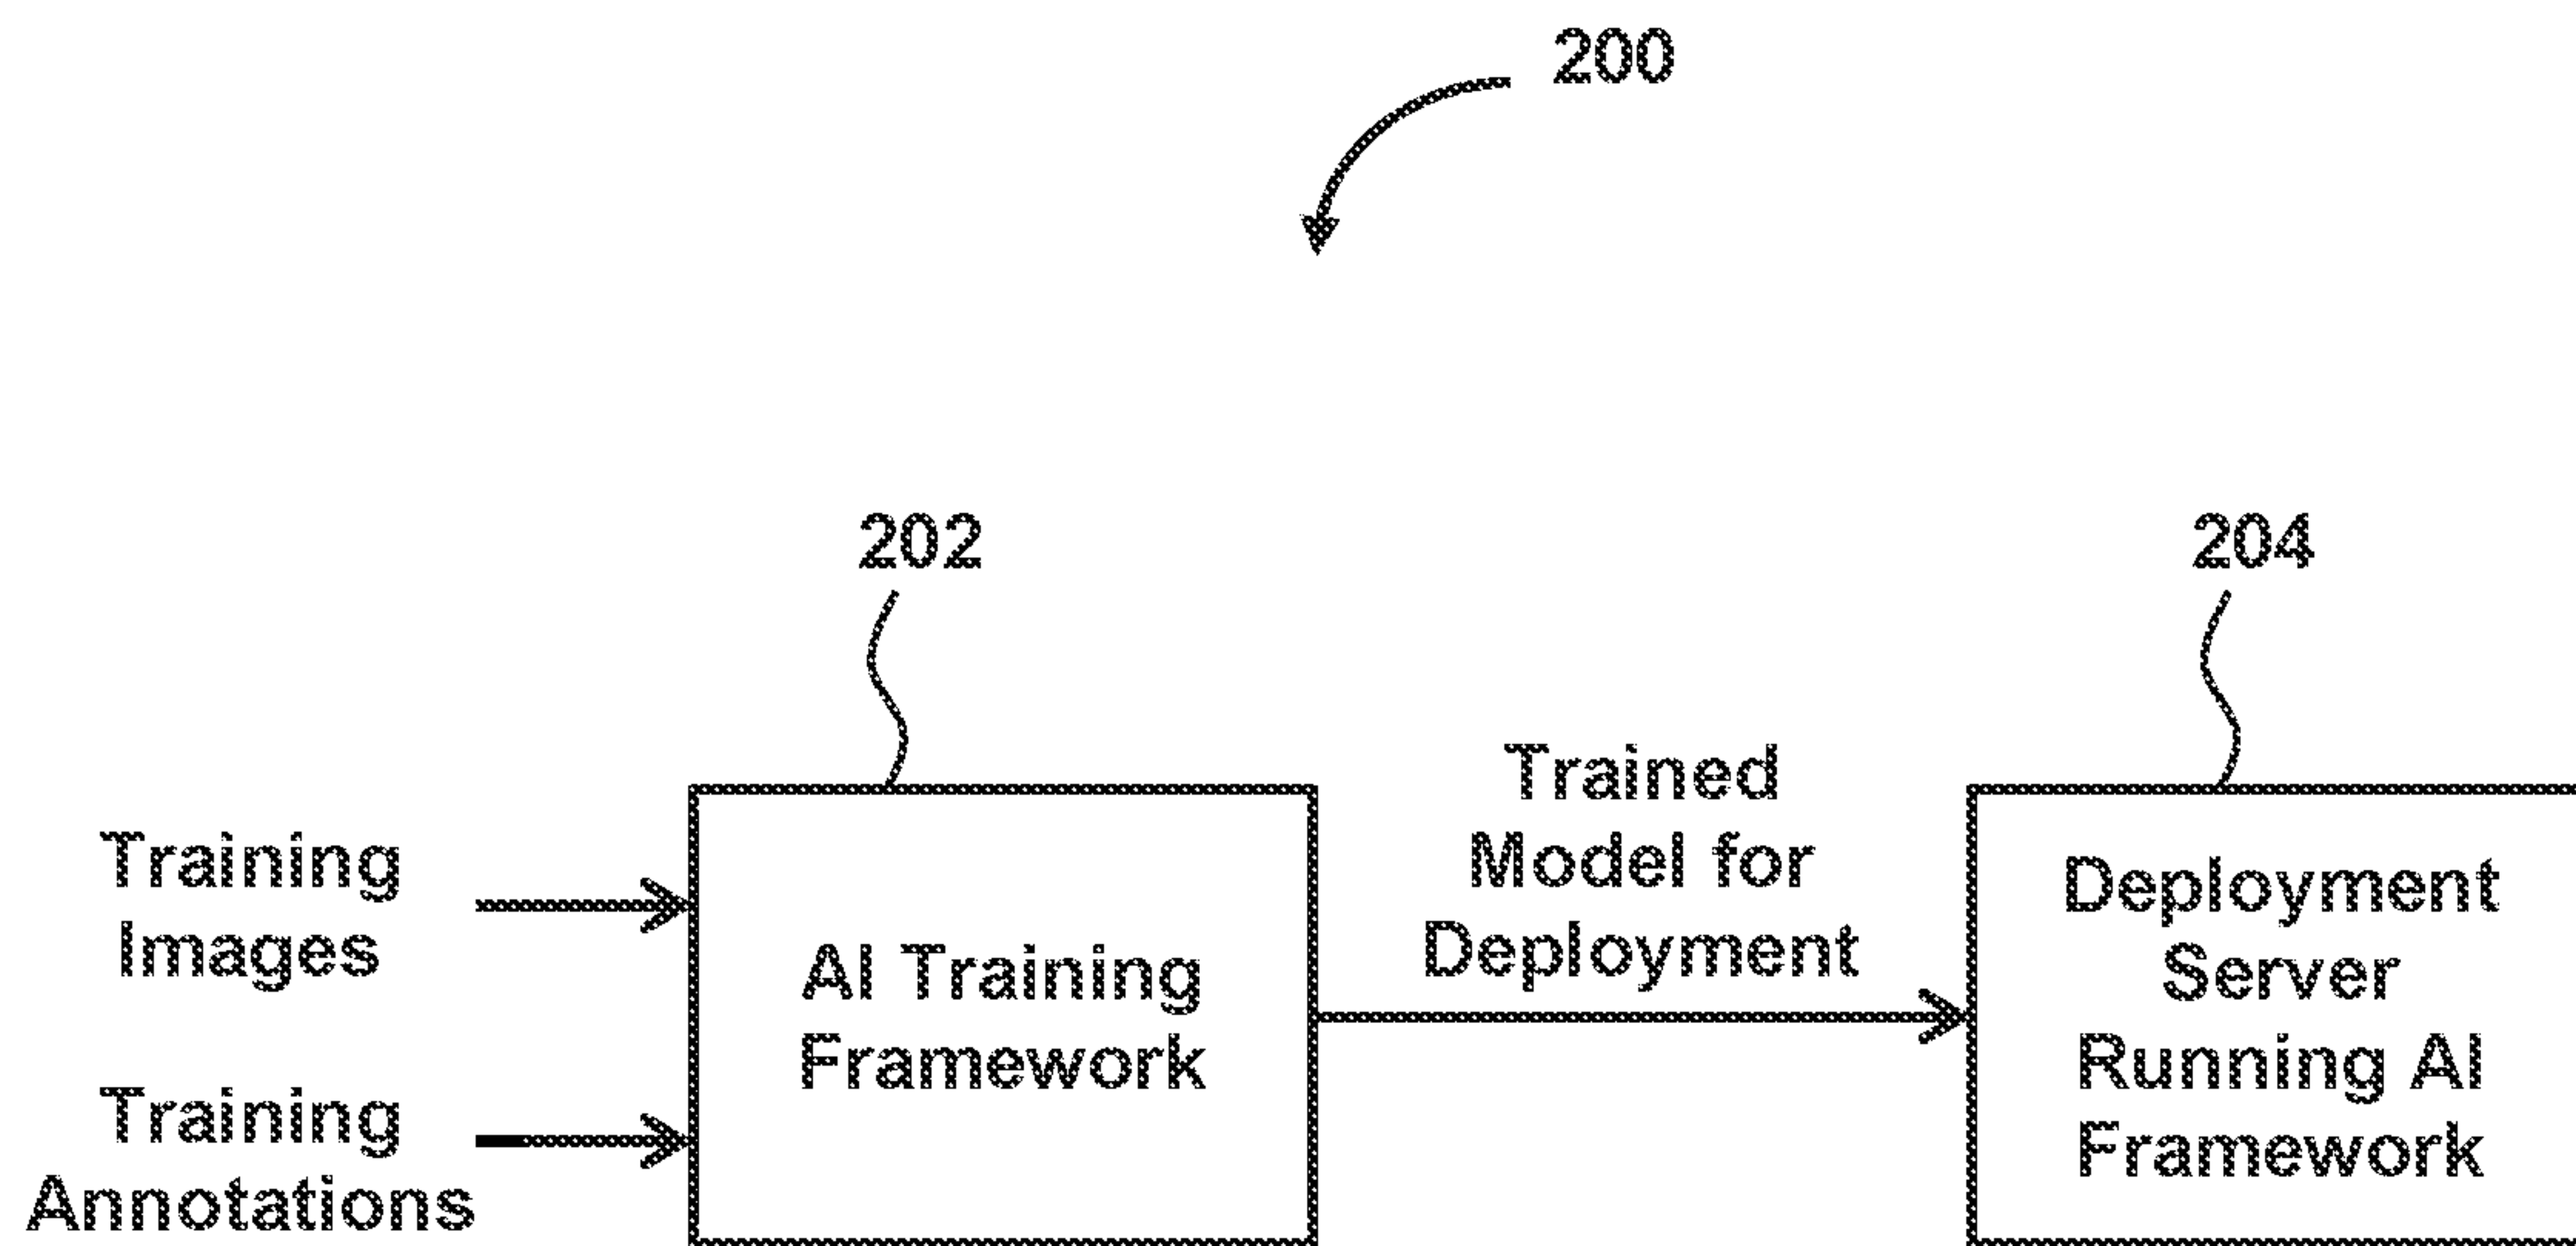 200
202
204
Training
Images
Training
Annotations
AI Training
Framework
Trained
Model for
Deployment
Deployment
Server
Running AI
Framework